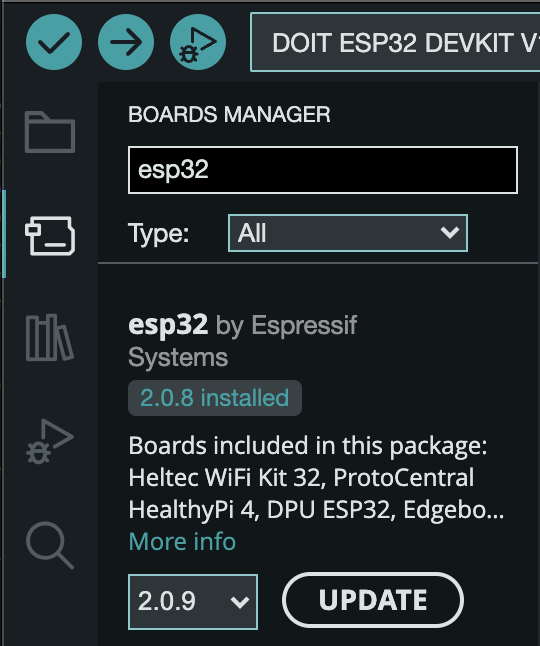 DOIT ESP32 DEVKIT V1
BOARDS MANAGER
esp32
Type: All
esp32 by Espressif
Systems
2.0.8 installed
Boards included in this package:
Heltec WiFi Kit 32, ProtoCentral
HealthyPi 4, DPU ESP32, Edgebo...
More info
2.0.9 UPDATE